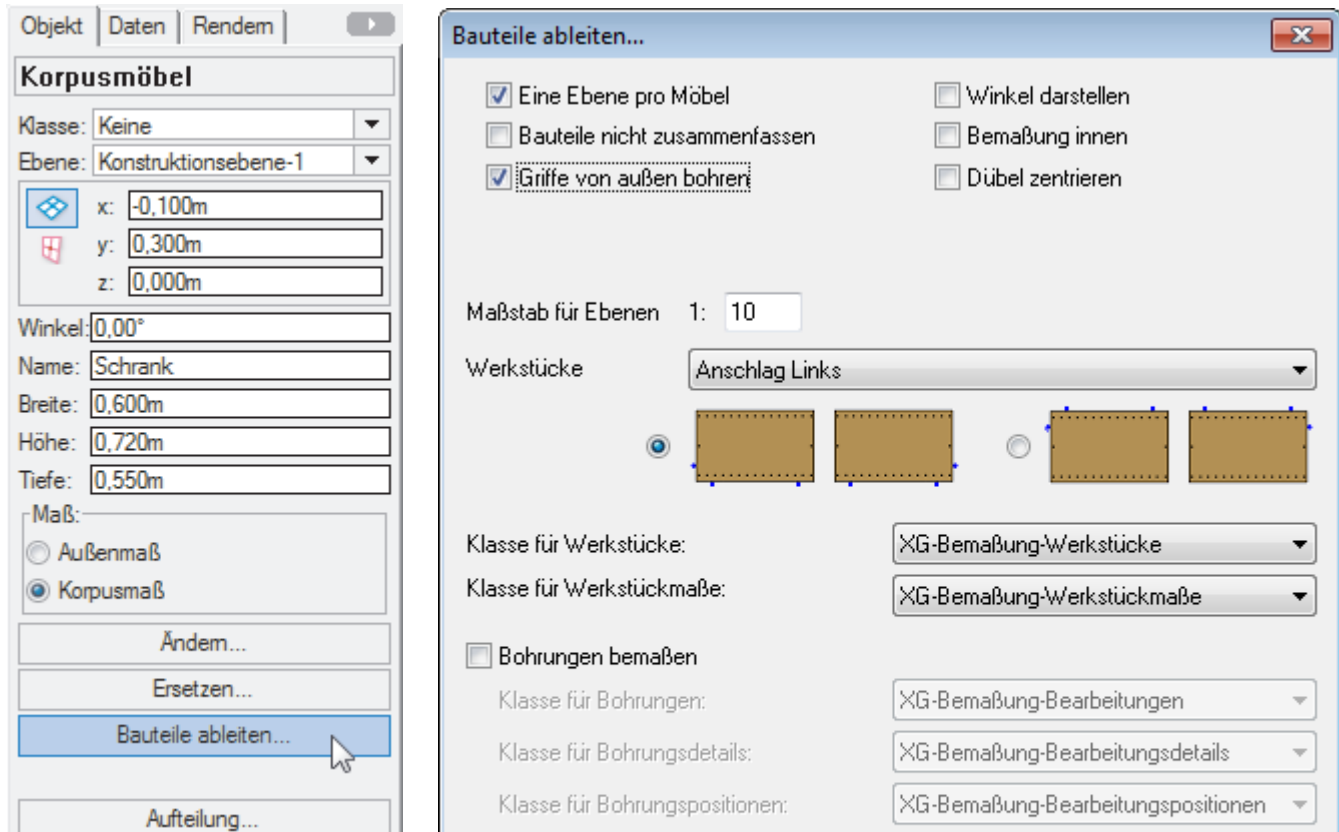 Objekt Daten Rendern
Korpusmöbel
Klasse: Keine
Ebene: Konstruktionsebene-1
x: -0,100m
y: 0,300m
z: 0,000m
Winkel: 0,00°
Name: Schrank
Breite: 0,600m
Höhe: 0,720m
Tiefe: 0,550m
Maß:
Außenmaß
Korpusmaß
Ändern...
Ersetzen...
Bauteile ableiten...
Aufteilung...
Bauteile ableiten...
Eine Ebene pro Möbel Winkel darstellen
Bauteile nicht zusammenfassen Bemaßung innen
Griffe von außen bohren Dübel zentrieren
Maßstab für Ebenen 1: 10
Werkstücke Anschlag Links
Klasse für Werkstücke: XG-Bemaßung-Werkstücke
Klasse für Werkstückmaße: XG-Bemaßung-Werkstückmaße
Bohrungen bemaßen
Klasse für Bohrungen: XG-Bemaßung-Bearbeitungen
Klasse für Bohrungsdetails: XG-Bemaßung-Bearbeitungsdetails
Klasse für Bohrungspositionen: XG-Bemaßung-Bearbeitungspositionen